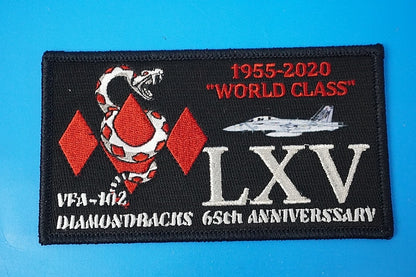 1955-2020
"WORLD CLASS"
LXV
VFA-102
DIAMONDBACKS 65th ANNIVERSSARY